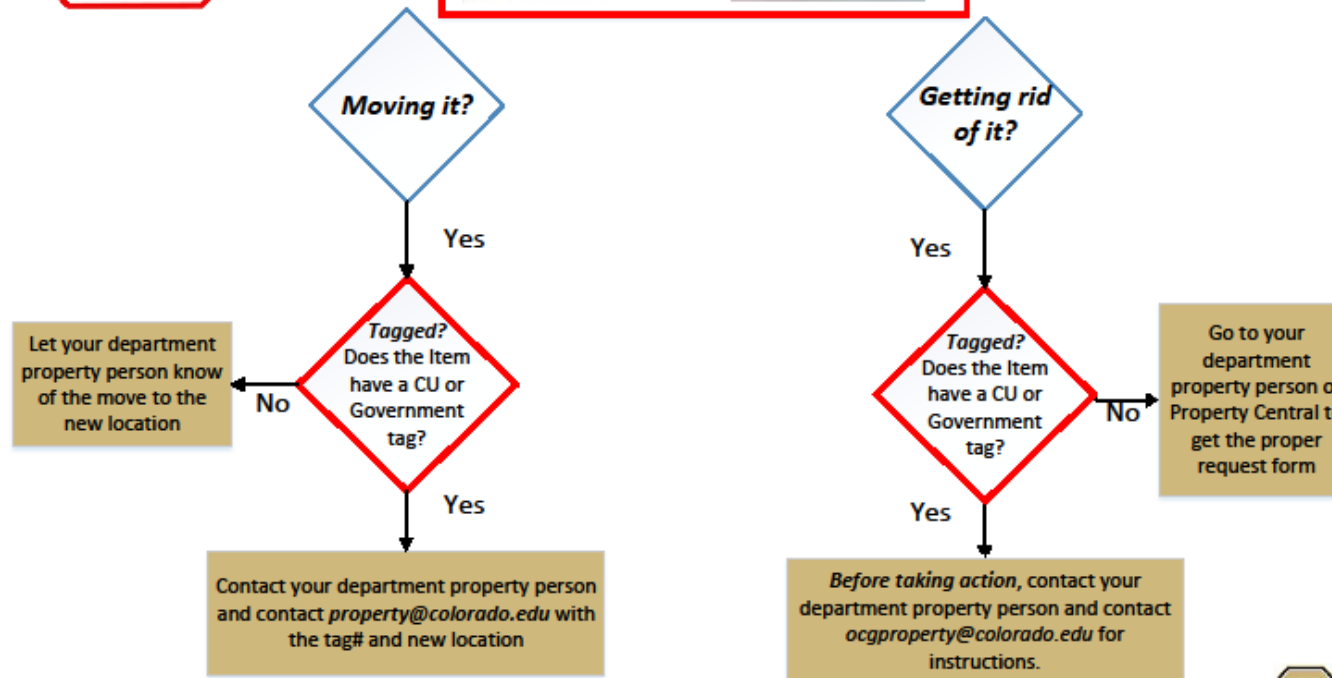 Moving it?
Yes
Tagged?
Does the Item
have a CU or
Government
tag?
No
Let your department
property person know
of the move to the
new location
Yes
Contact your department property person
and contact property@colorado.edu with
the tag# and new location
Getting rid
of it?
Yes
Tagged?
Does the Item
have a CU or
Government
tag?
No
Go to your
department
property person o
Property Central t
get the proper
request form
Yes
Before taking action, contact your
department property person and contact
ocgproperty@colorado.edu for
instructions.